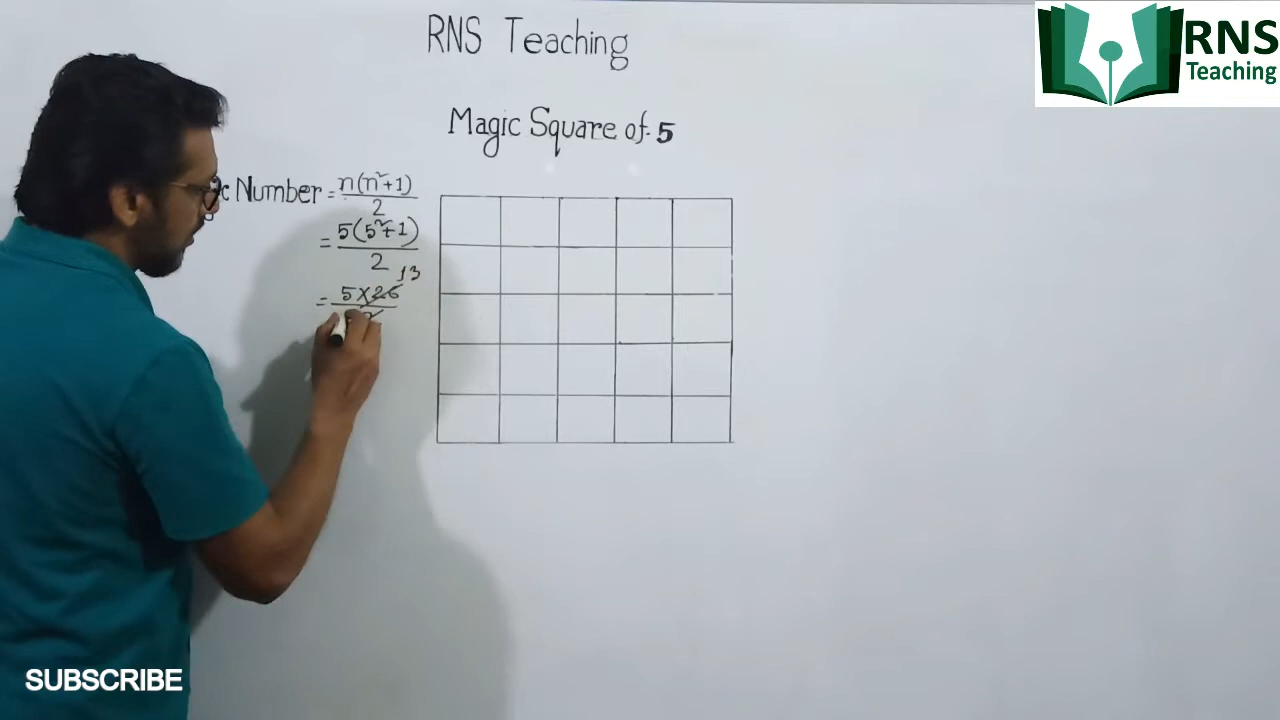 RNS Teaching
RNS
Teaching
Magic Square of 5
Number = n(n²+1)
2
= 5(5²+1)
2
13
= 5×26
2
SUBSCRIBE